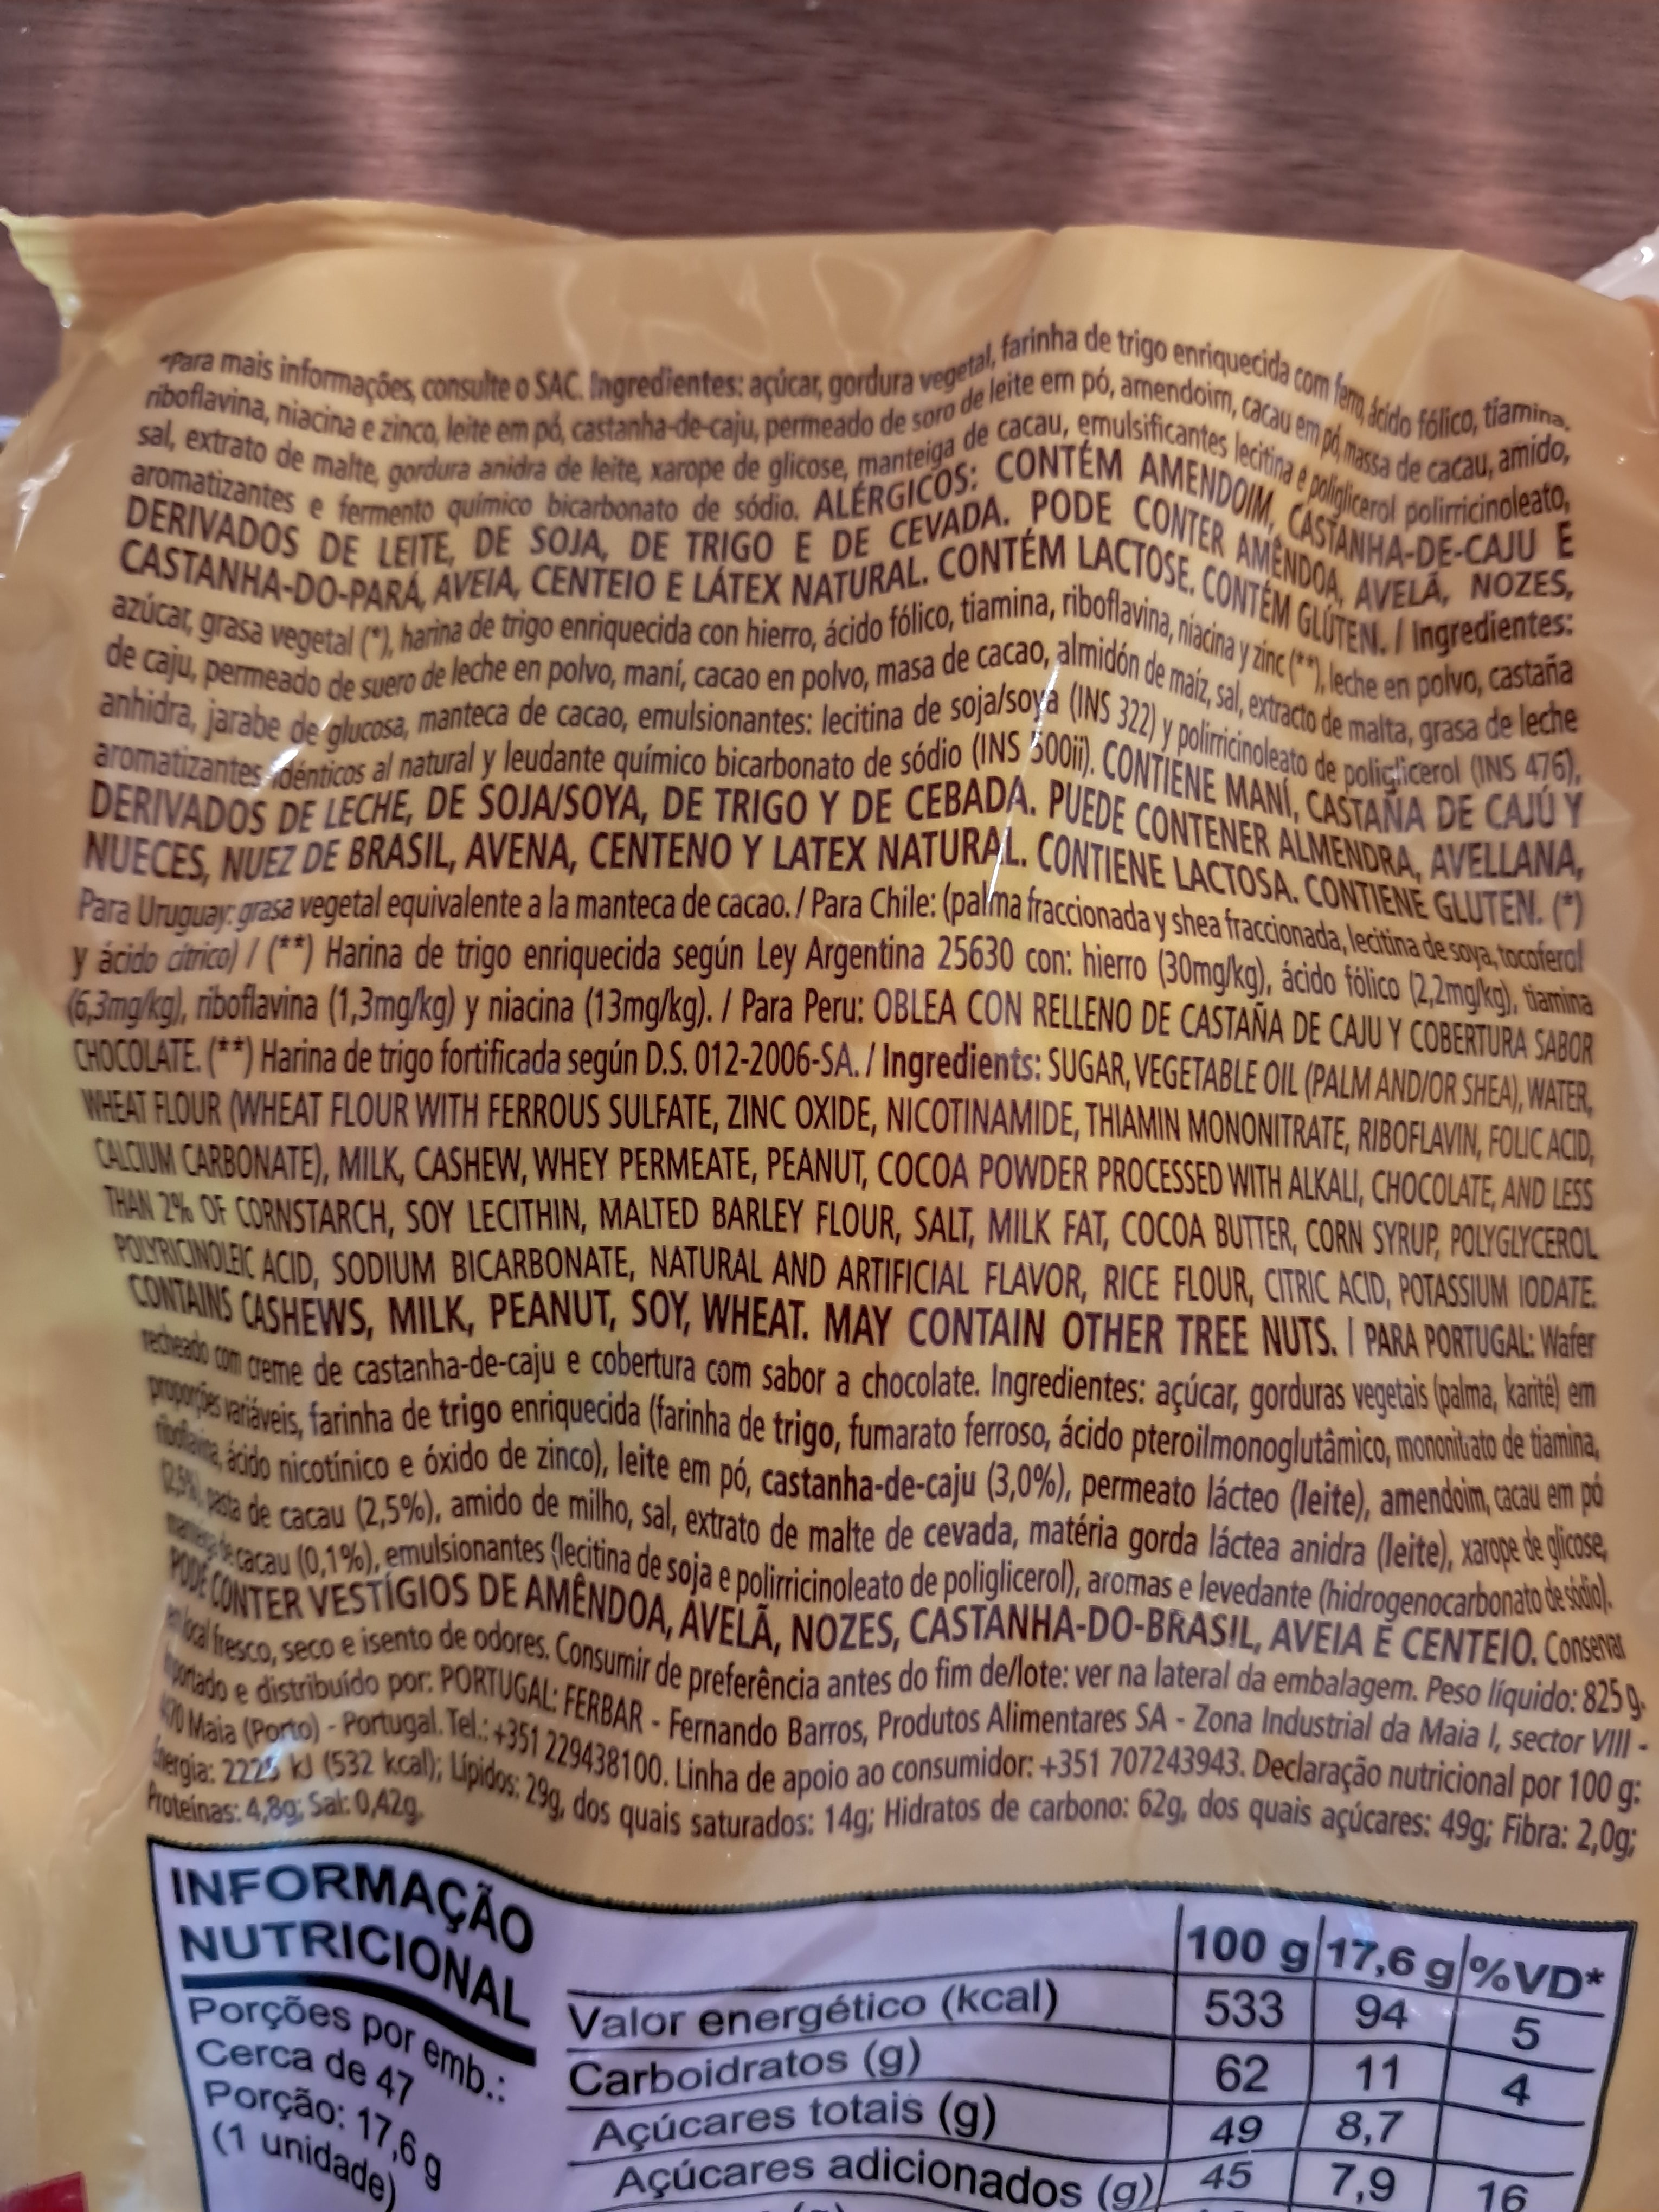 *Para mais informações, consulte o SAC. Ingredientes: açúcar, gordura vegetal, farinha de trigo enriquecida com ferro, ácido fólico, tiamina,
riboflavina, niacina e zinco, leite em pó, castanha-de-caju, permeado de soro de leite em pó, amendoim, cacau em pó, massa de cacau, amido,
sal, extrato de malte, gordura anidra de leite, xarope de glicose, manteiga de cacau, emulsificantes lecitina e poliglicerol polirricinoleato,
aromatizantes e fermento químico bicarbonato de sódio. ALÉRGICOS: CONTÉM AMENDOIM, CASTANHA-DE-CAJU E
DERIVADOS DE LEITE, DE SOJA, DE TRIGO E DE CEVADA. PODE CONTER AMÊNDOA, AVELÃ, NOZES,
CASTANHA-DO-PARÁ, AVEIA, CENTEIO E LÁTEX NATURAL. CONTÉM LACTOSE. CONTÉM GLÚTEN. / Ingredientes:
azúcar, grasa vegetal (*), harina de trigo enriquecida con hierro, ácido fólico, tiamina, riboflavina, niacina y zinc (**), leche en polvo, castaña
de caju, permeado de suero de leche en polvo, maní, cacao en polvo, masa de cacao, almidón de maíz, sal, extracto de malta, grasa de leche
anhidra, jarabe de glucosa, manteca de cacao, emulsionantes: lecitina de soja/soya (INS 322) y polirricinoleato de poliglicerol (INS 476),
aromatizantes idénticos al natural y leudante químico bicarbonato de sódio (INS 500ii). CONTIENE MANÍ, CASTAÑA DE CAJÚ Y
DERIVADOS DE LECHE, DE SOJA/SOYA, DE TRIGO Y DE CEBADA. PUEDE CONTENER ALMENDRA, AVELLANA,
NUECES, NUEZ DE BRASIL, AVENA, CENTENO Y LATEX NATURAL. CONTIENE LACTOSA. CONTIENE GLUTEN. (*)
Para Uruguay: grasa vegetal equivalente a la manteca de cacao. / Para Chile: (palma fraccionada y shea fraccionada, lecitina de soya, tocoferol
y ácido cítrico) / (**) Harina de trigo enriquecida según Ley Argentina 25630 con: hierro (30mg/kg), ácido fólico (2,2mg/kg), tiamina
(6,3mg/kg), riboflavina (1,3mg/kg) y niacina (13mg/kg). / Para Peru: OBLEA CON RELLENO DE CASTAÑA DE CAJU Y COBERTURA SABOR
CHOCOLATE. (**) Harina de trigo fortificada según D.S. 012-2006-SA. / Ingredients: SUGAR, VEGETABLE OIL (PALM AND/OR SHEA), WATER,
WHEAT FLOUR (WHEAT FLOUR WITH FERROUS SULFATE, ZINC OXIDE, NICOTINAMIDE, THIAMIN MONONITRATE, RIBOFLAVIN, FOLIC ACID,
CALCIUM CARBONATE), MILK, CASHEW, WHEY PERMEATE, PEANUT, COCOA POWDER PROCESSED WITH ALKALI, CHOCOLATE, AND LESS
THAN 2% OF CORNSTARCH, SOY LECITHIN, MALTED BARLEY FLOUR, SALT, MILK FAT, COCOA BUTTER, CORN SYRUP, POLYGLYCEROL
POLYRICINOLEIC ACID, SODIUM BICARBONATE, NATURAL AND ARTIFICIAL FLAVOR, RICE FLOUR, CITRIC ACID, POTASSIUM IODATE.
CONTAINS CASHEWS, MILK, PEANUT, SOY, WHEAT. MAY CONTAIN OTHER TREE NUTS. | PARA PORTUGAL: Wafer
recheado com creme de castanha-de-caju e cobertura com sabor a chocolate. Ingredientes: açúcar, gorduras vegetais (palma, karité) em
proporções variáveis, farinha de trigo enriquecida (farinha de trigo, fumarato ferroso, ácido pteroilmonoglutâmico, mononitrato de tiamina,
riboflavina, ácido nicotínico e óxido de zinco), leite em pó, castanha-de-caju (3,0%), permeato lácteo (leite), amendoim, cacau em pó
(2,5%), pasta de cacau (2,5%), amido de milho, sal, extrato de malte de cevada, matéria gorda láctea anidra (leite), xarope de glicose,
manteiga de cacau (0,1%), emulsionantes (lecitina de soja e polirricinoleato de poliglicerol), aromas e levedante (hidrogenocarbonato de sódio).
PODE CONTER VESTÍGIOS DE AMÊNDOA, AVELÃ, NOZES, CASTANHA-DO-BRASIL, AVEIA E CENTEIO. Conservar
em local fresco, seco e isento de odores. Consumir de preferência antes do fim de/lote: ver na lateral da embalagem. Peso líquido: 825 g.
Importado e distribuído por: PORTUGAL: FERBAR - Fernando Barros, Produtos Alimentares SA - Zona Industrial da Maia I, sector VIII -
Maia (Porto) - Portugal. Tel.: +351 229438100. Linha de apoio ao consumidor: +351 707243943. Declaração nutricional por 100 g:
Energia: 2225 kJ (532 kcal); Lípidos: 29g, dos quais saturados: 14g; Hidratos de carbono: 62g, dos quais açúcares: 49g; Fibra: 2,0g;
Proteínas: 4,8g; Sal: 0,42g.
INFORMAÇÃO
NUTRICIONAL
Porções por emb.:
Cerca de 47
Porção: 17,6 g
(1 unidade)
100 g 17,6 g %VD*
Valor energético (kcal) 533 94 5
Carboidratos (g) 62 11 4
Açúcares totais (g) 49 8,7
Açúcares adicionados (g) 45 7,9 16